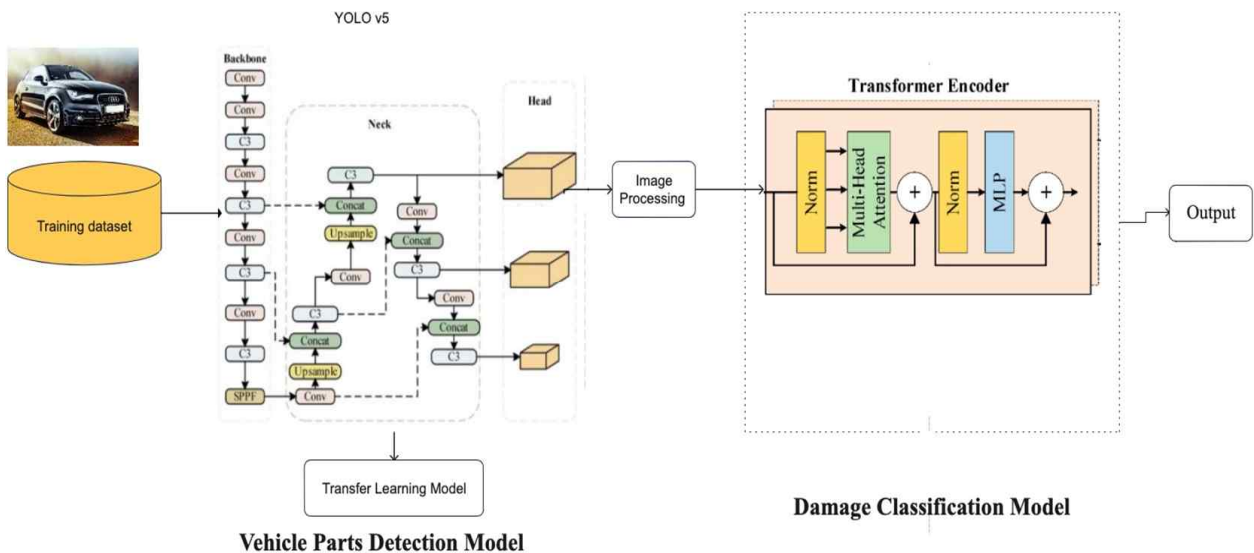 YOLO v5
Backbone
Conv
Conv
C3
Conv
C3
Conv
C3
Conv
C3
SPPF
Neck
C3
Concat
Upsample
Conv
C3
Concat
Upsample
Conv
Conv
Concat
C3
Conv
Concat
C3
Head
Training dataset
Transfer Learning Model
Vehicle Parts Detection Model
Image
Processing
Transformer Encoder
Norm
Multi-Head
Attention
+
Norm
MLP
+
Output
Damage Classification Model